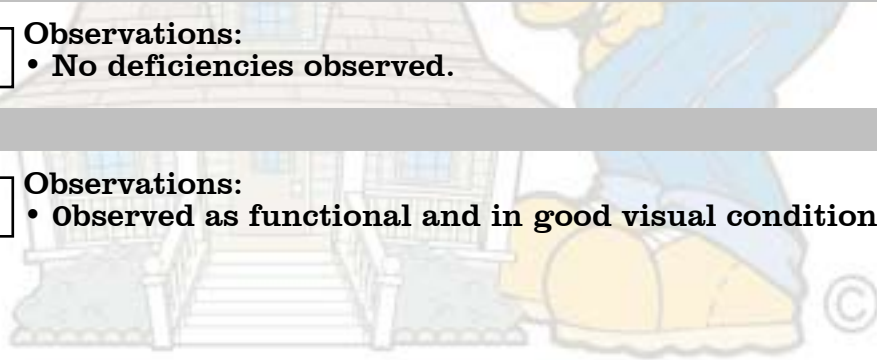 Observations:
• No deficiencies observed.
Observations:
• Observed as functional and in good visual condition
©